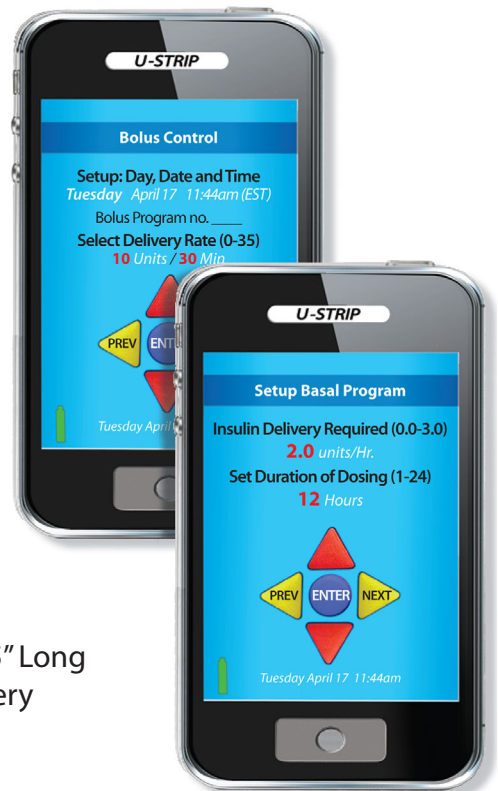 U-STRIP
Bolus Control
Setup: Day, Date and Time
Tuesday April 17 11:44am (EST)
Bolus Program no. ____
Select Delivery Rate (0-35)
10 Units / 30 Min
PREV
Tuesday April
U-STRIP
Setup Basal Program
Insulin Delivery Required (0.0-3.0)
2.0 units/Hr.
Set Duration of Dosing (1-24)
12 Hours
PREV ENTER NEXT
Tuesday April 17 11:44am
" Long